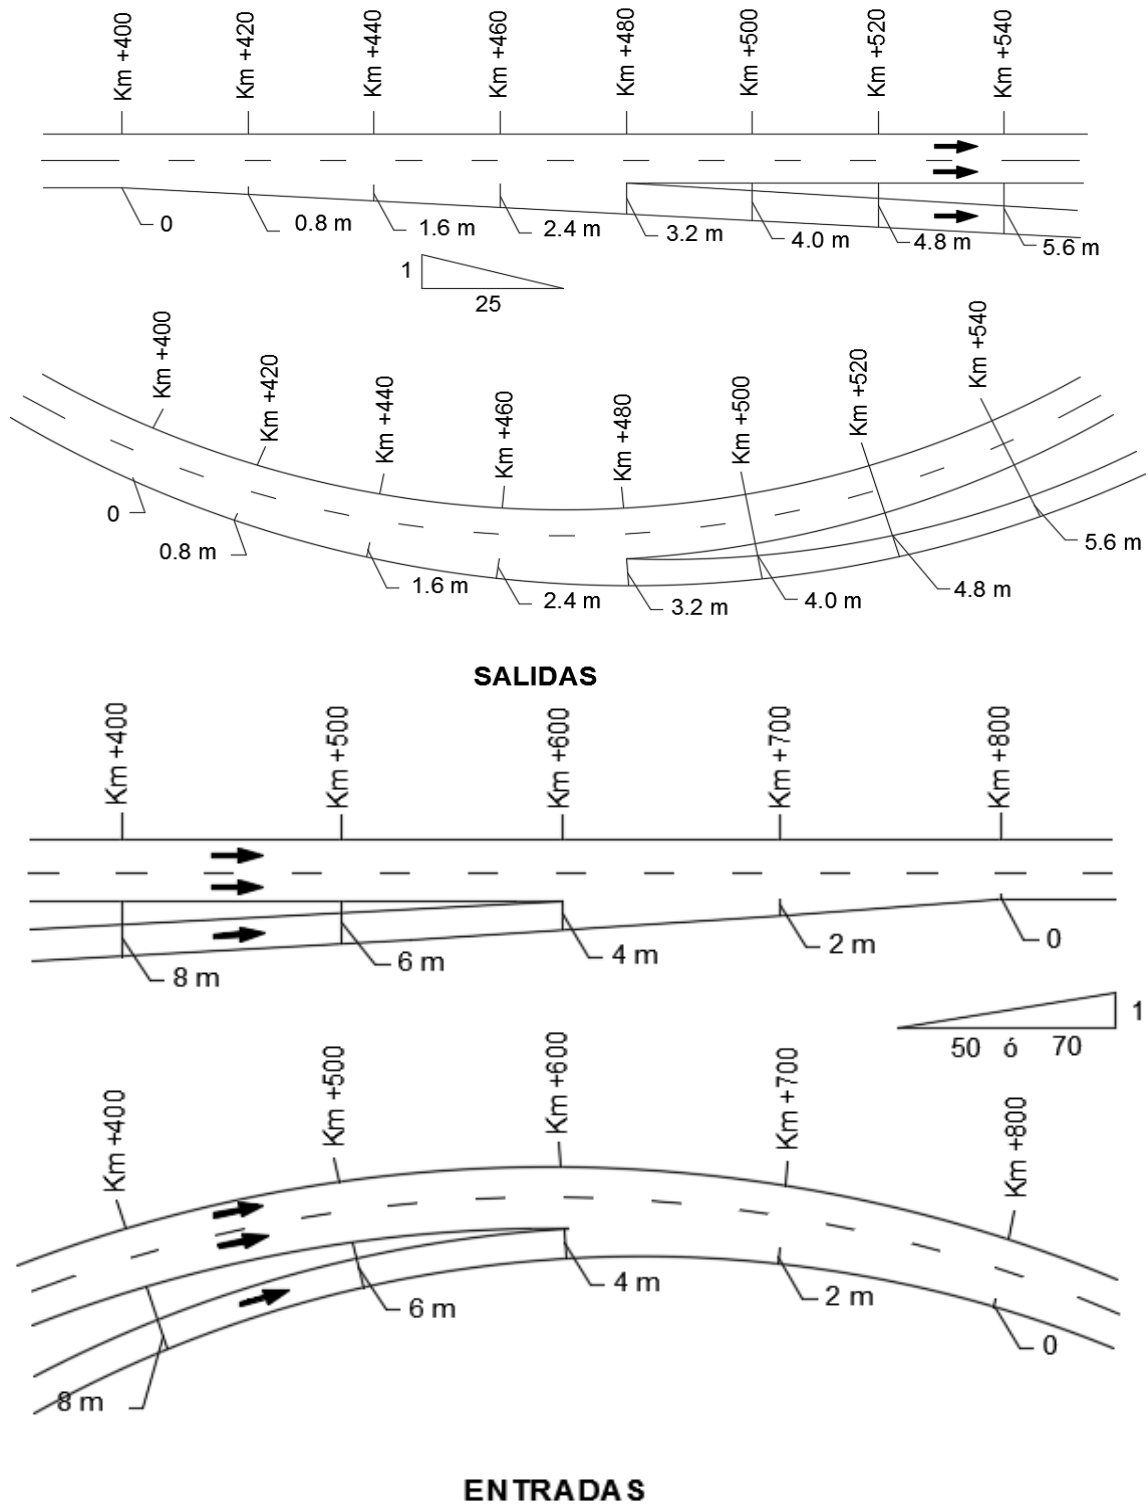 Km +400
Km +420
Km +440
Km +460
Km +480
Km +500
Km +520
Km +540
0
0.8 m
1.6 m
2.4 m
3.2 m
4.0 m
4.8 m
5.6 m
1
25
Km +400
Km +420
Km +440
Km +460
Km +480
Km +500
Km +520
Km +540
0
0.8 m
1.6 m
2.4 m
3.2 m
4.0 m
4.8 m
5.6 m
SALIDAS
Km +400
Km +500
Km +600
Km +700
Km +800
8 m
6 m
4 m
2 m
0
1
50 ó 70
Km +400
Km +500
Km +600
Km +700
Km +800
8 m
6 m
4 m
2 m
0
ENTRADAS